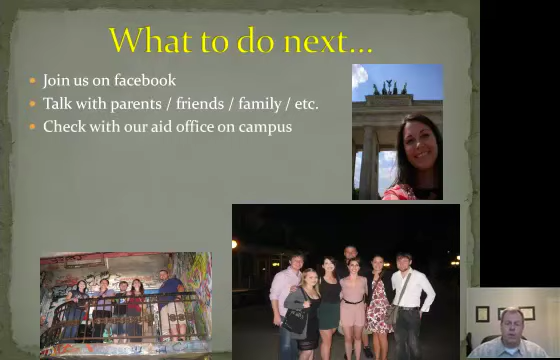 What to do next...
Join us on facebook
Talk with parents / friends / family / etc.
Check with our aid office on campus